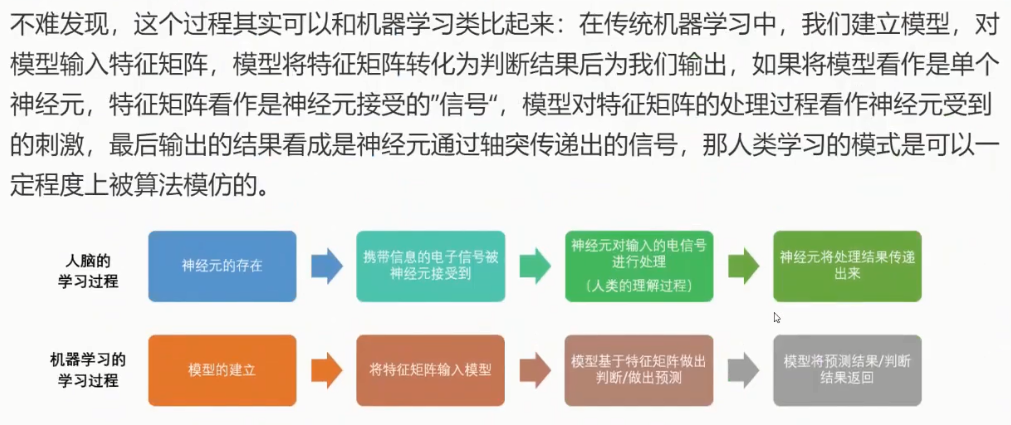 不难发现，这个过程其实可以和机器学习类比起来：在传统机器学习中，我们建立模型，对
模型输入特征矩阵，模型将特征矩阵转化为判断结果后为我们输出，如果将模型看作是单个
神经元，特征矩阵看作是神经元接受的"信号“，模型对特征矩阵的处理过程看作神经元受到
的刺激，最后输出的结果看成是神经元通过轴突传递出的信号，那人类学习的模式是可以一
定程度上被算法模仿的。
人脑的
学习过程
神经元的存在
携带信息的电子信号被
神经元接受到
神经元对输入的电信号
进行处理
（人类的理解过程）
神经元将处理结果传递
出来
机器学习的
学习过程
模型的建立
将特征矩阵输入模型
模型基于特征矩阵做出
判断/做出预测
模型将预测结果/判断
结果返回